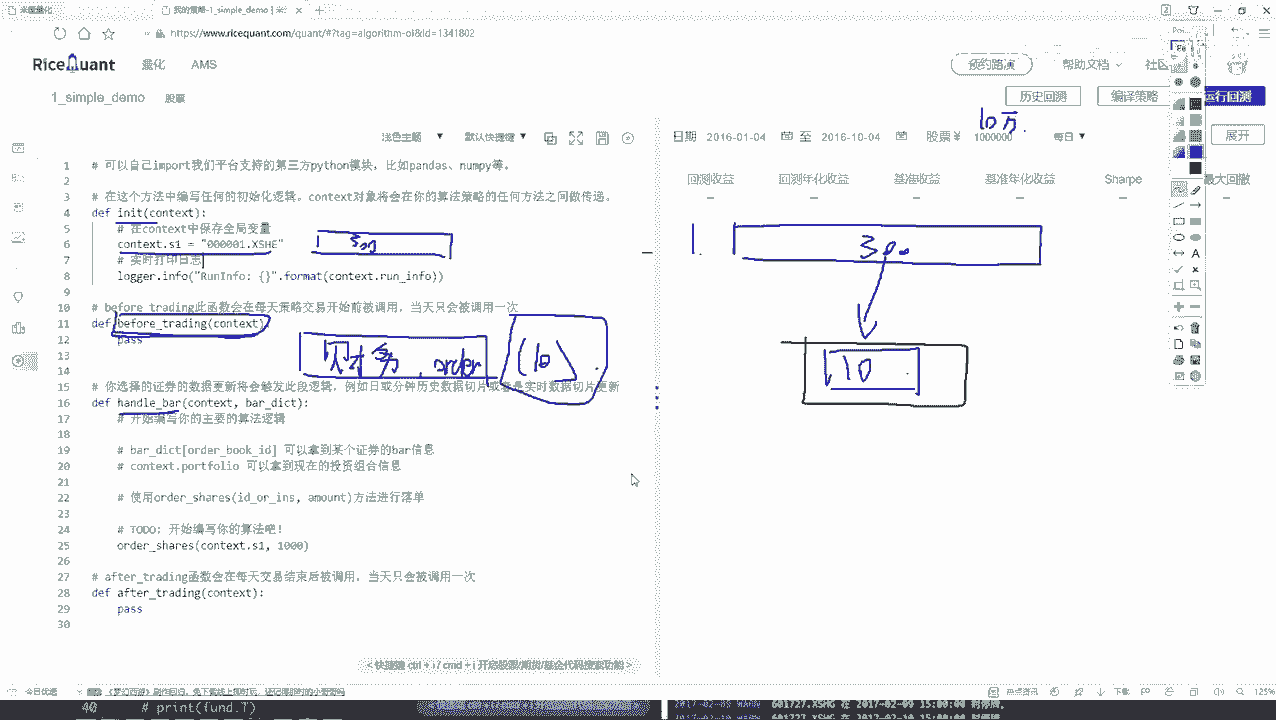 米筐量化
我的策略-1_simple_demo | 米
https://www.ricequant.com/quant/#?tag=algorithm-oi&id=1341802
RiceQuant 量化 AMS
预约路演 帮助文档 社区
1_simple_demo 股票
历史回测 编译策略 运行回测
10万.
浅色主题 默认快捷键
日期 2016-01-04 至 2016-10-04 股票 ¥ 1000000 每日 展开
回测收益 回测年化收益 基准收益 基准年化收益 Sharpe 最大回撤
1 # 可以自己import我们平台支持的第三方python模块，比如pandas、numpy等。
2
3 # 在这个方法中编写任何的初始化逻辑。context对象将会在你的算法策略的任何方法之间做传递。
4 def init(context):
5 # 在context中保存全局变量
6 context.s1 = "000001.XSHE"
300
1. 300
7 # 实时打印日志
8 logger.info("RunInfo: {}".format(context.run_info))
9
10 # before_trading此函数会在每天策略交易开始前被调用，当天只会被调用一次
11 def before_trading(context):
12 pass
财务 order (10)
10
13
14
15 # 你选择的证券的数据更新将会触发此段逻辑，例如日或分钟历史数据切片或者是实时数据切片更新
16 def handle_bar(context, bar_dict):
17 # 开始编写你的主要的算法逻辑
18
19 # bar_dict[order_book_id] 可以拿到某个证券的bar信息
20 # context.portfolio 可以拿到现在的投资组合信息
21
22 # 使用order_shares(id_or_ins, amount)方法进行落单
23
24 # TODO: 开始编写你的算法吧！
25 order_shares(context.s1, 1000)
26
27 # after_trading函数会在每天交易结束后被调用，当天只会被调用一次
28 def after_trading(context):
29 pass
30
<快捷键 ctrl + i / cmd + i 开启股票/期货/基金代码搜索功能>
今日优选
热点资讯 下载 125%
40 # print(fund.T)